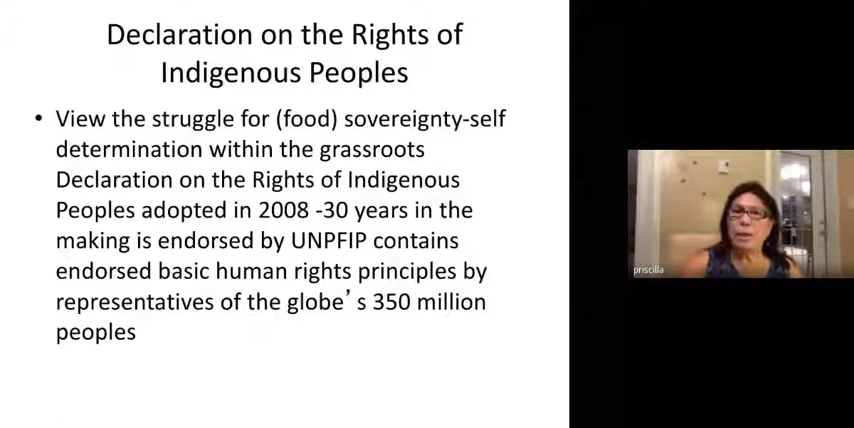 Declaration on the Rights of
Indigenous Peoples
• View the struggle for (food) sovereignty-self
determination within the grassroots
Declaration on the Rights of Indigenous
Peoples adopted in 2008 -30 years in the
making is endorsed by UNPFIP contains
endorsed basic human rights principles by
representatives of the globe’s 350 million
peoples
priscilla